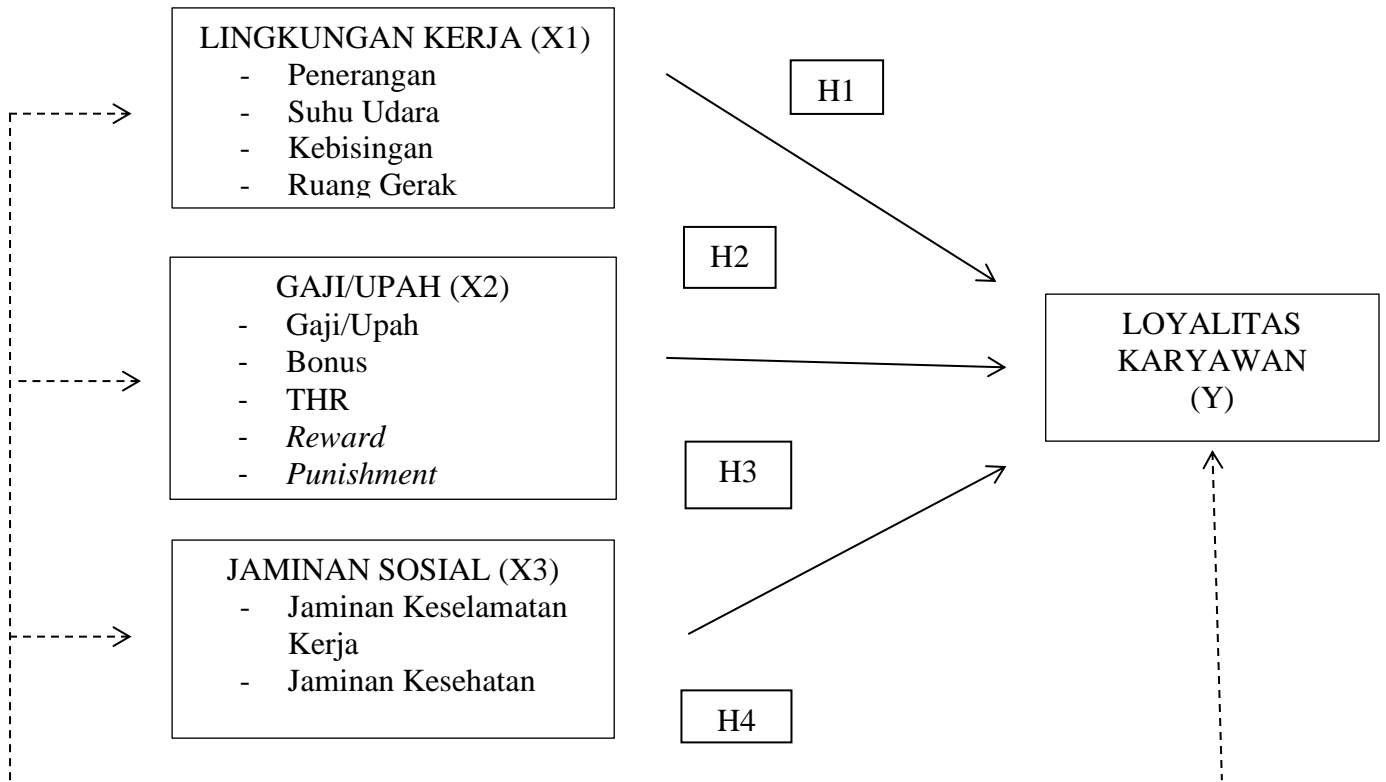 LINGKUNGAN KERJA (X1)
- Penerangan
- Suhu Udara
- Kebisingan
- Ruang Gerak
H1
H2
GAJI/UPAH (X2)
- Gaji/Upah
- Bonus
- THR
- Reward
- Punishment
LOYALITAS
KARYAWAN
(Y)
H3
JAMINAN SOSIAL (X3)
- Jaminan Keselamatan
Kerja
- Jaminan Kesehatan
H4